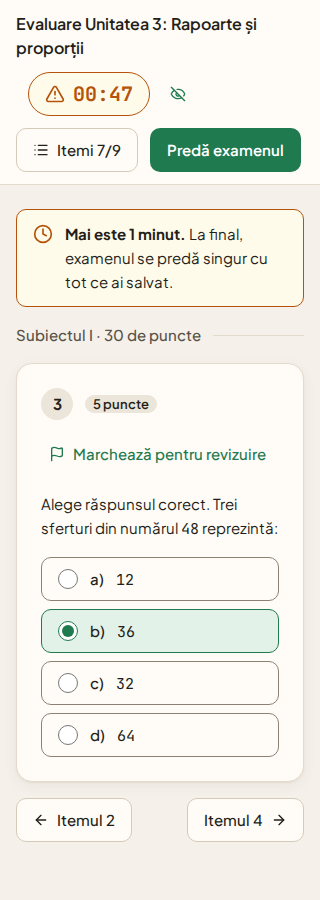 Evaluare Unitatea 3: Rapoarte și
proporții
00:47
Itemi 7/9
Predă examenul
Mai este 1 minut. La final,
examenul se predă singur cu
tot ce ai salvat.
Subiectul I · 30 de puncte
3
5 puncte
Marchează pentru revizuire
Alege răspunsul corect. Trei
sferturi din numărul 48 reprezintă:
a) 12
b) 36
c) 32
d) 64
Itemul 2
Itemul 4